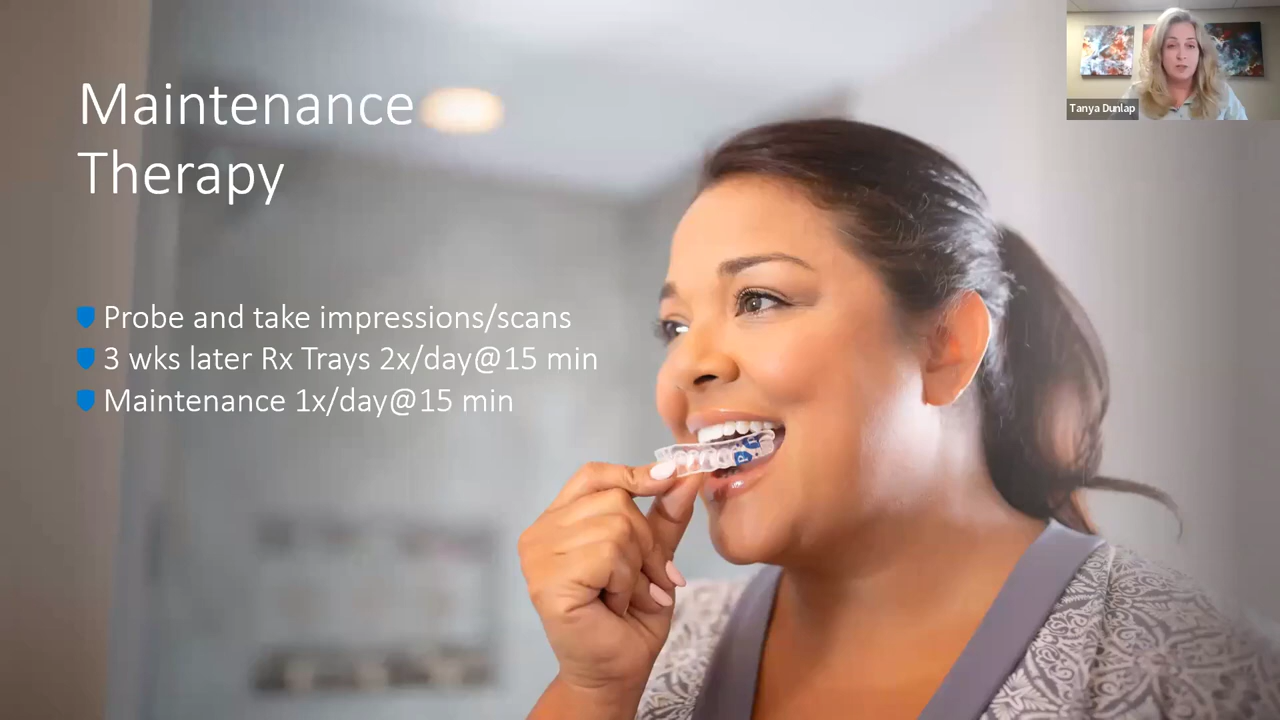 Maintenance
Therapy
Tanya Dunlap
Probe and take impressions/scans
3 wks later Rx Trays 2x/day@15 min
Maintenance 1x/day@15 min